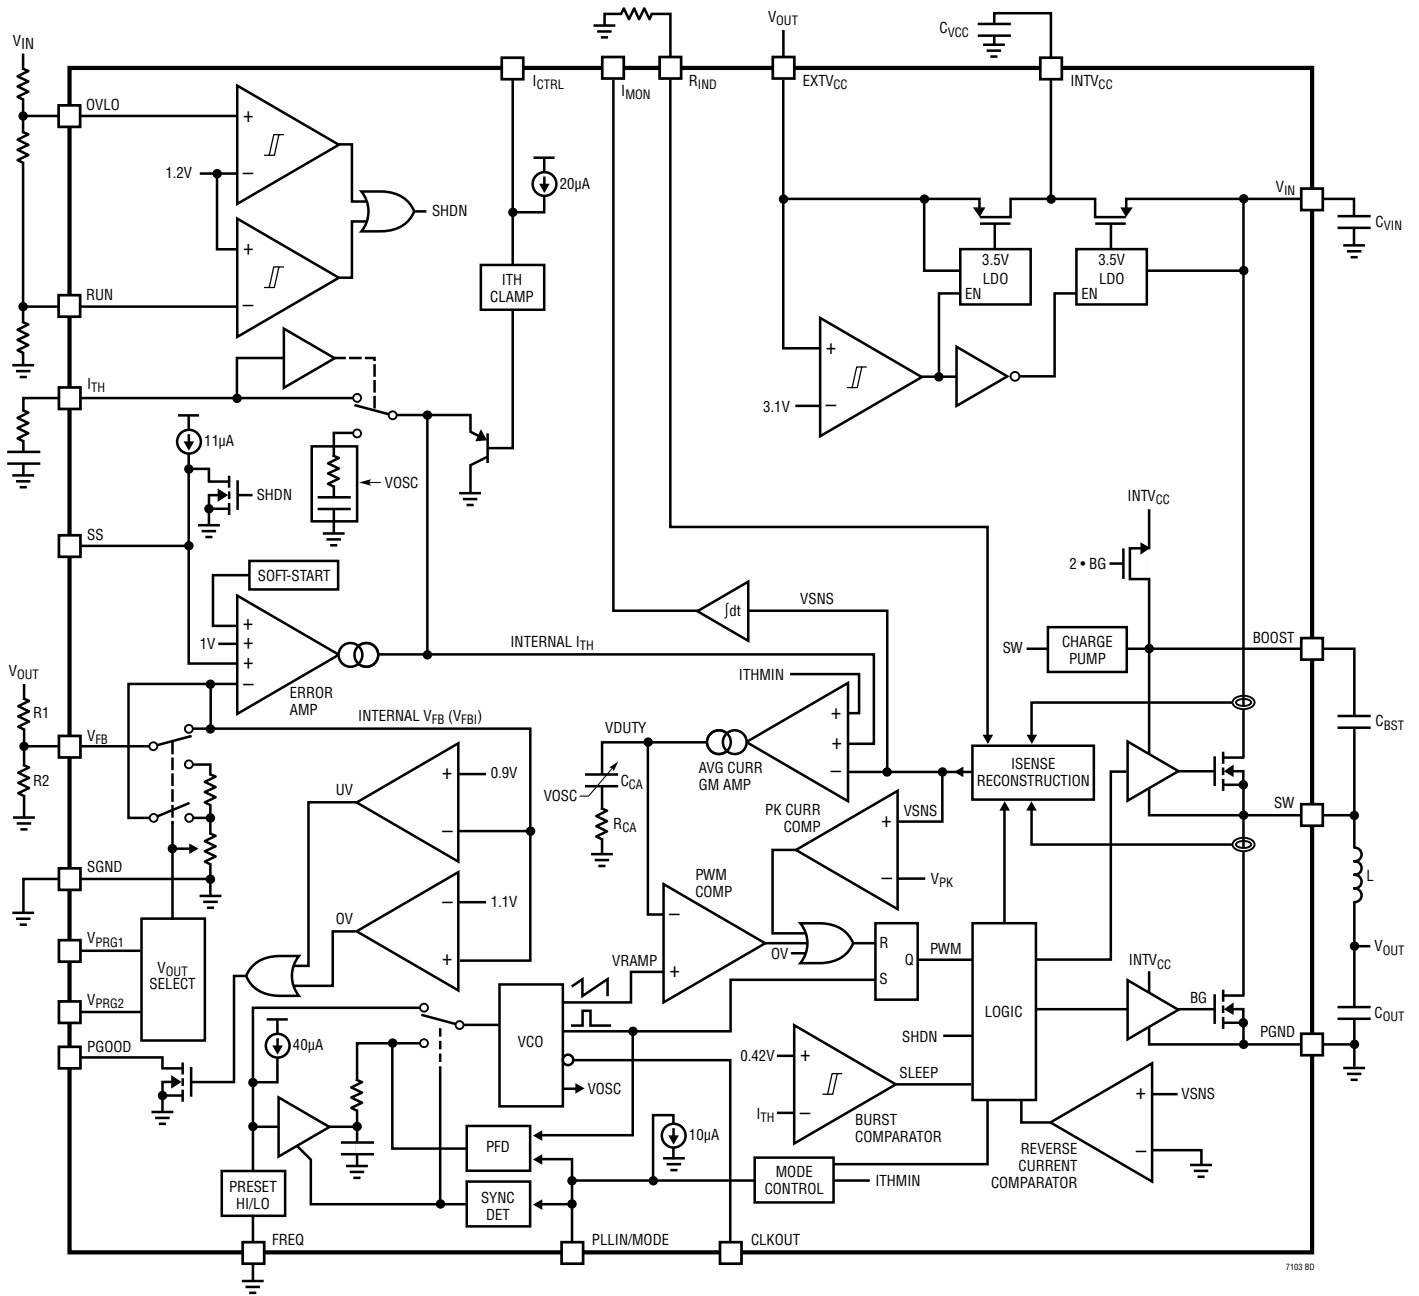 VIN
OVLO
+
1.2V
−
SHDN
+
−
RUN
ITH
11µA
SHDN
SS
SOFT-START
1V
+
+
+
−
ERROR
AMP
ICTRL
20µA
ITH
CLAMP
VOSC
IMON
RIND
VOUT
EXTVCC
CVCC
INTVCC
VIN
CVIN
3.5V
LDO
EN
3.5V
LDO
EN
+
3.1V
−
INTVCC
2 • BG
SW
CHARGE
PUMP
BOOST
CBST
∫dt
VSNS
INTERNAL ITH
ITHMIN
+
+
−
AVG CURR
GM AMP
VDUTY
VOSC
CCA
RCA
ISENSE
RECONSTRUCTION
SW
L
VOUT
COUT
PK CURR
COMP
VSNS
+
−
VPK
VOUT
R1
VFB
R2
INTERNAL VFB (VFBI)
UV
+
0.9V
−
OV
−
1.1V
+
SGND
VPRG1
VOUT
SELECT
VPRG2
PGOOD
PWM
COMP
−
VRAMP
+
OV
R
Q
S
PWM
LOGIC
SHDN
INTVCC
BG
PGND
40µA
VCO
VOSC
0.42V
+
SLEEP
ITH
−
BURST
COMPARATOR
+
VSNS
−
REVERSE
CURRENT
COMPARATOR
PFD
10µA
MODE
CONTROL
ITHMIN
SYNC
DET
PRESET
HI/LO
FREQ
PLLIN/MODE
CLKOUT
7103 BD